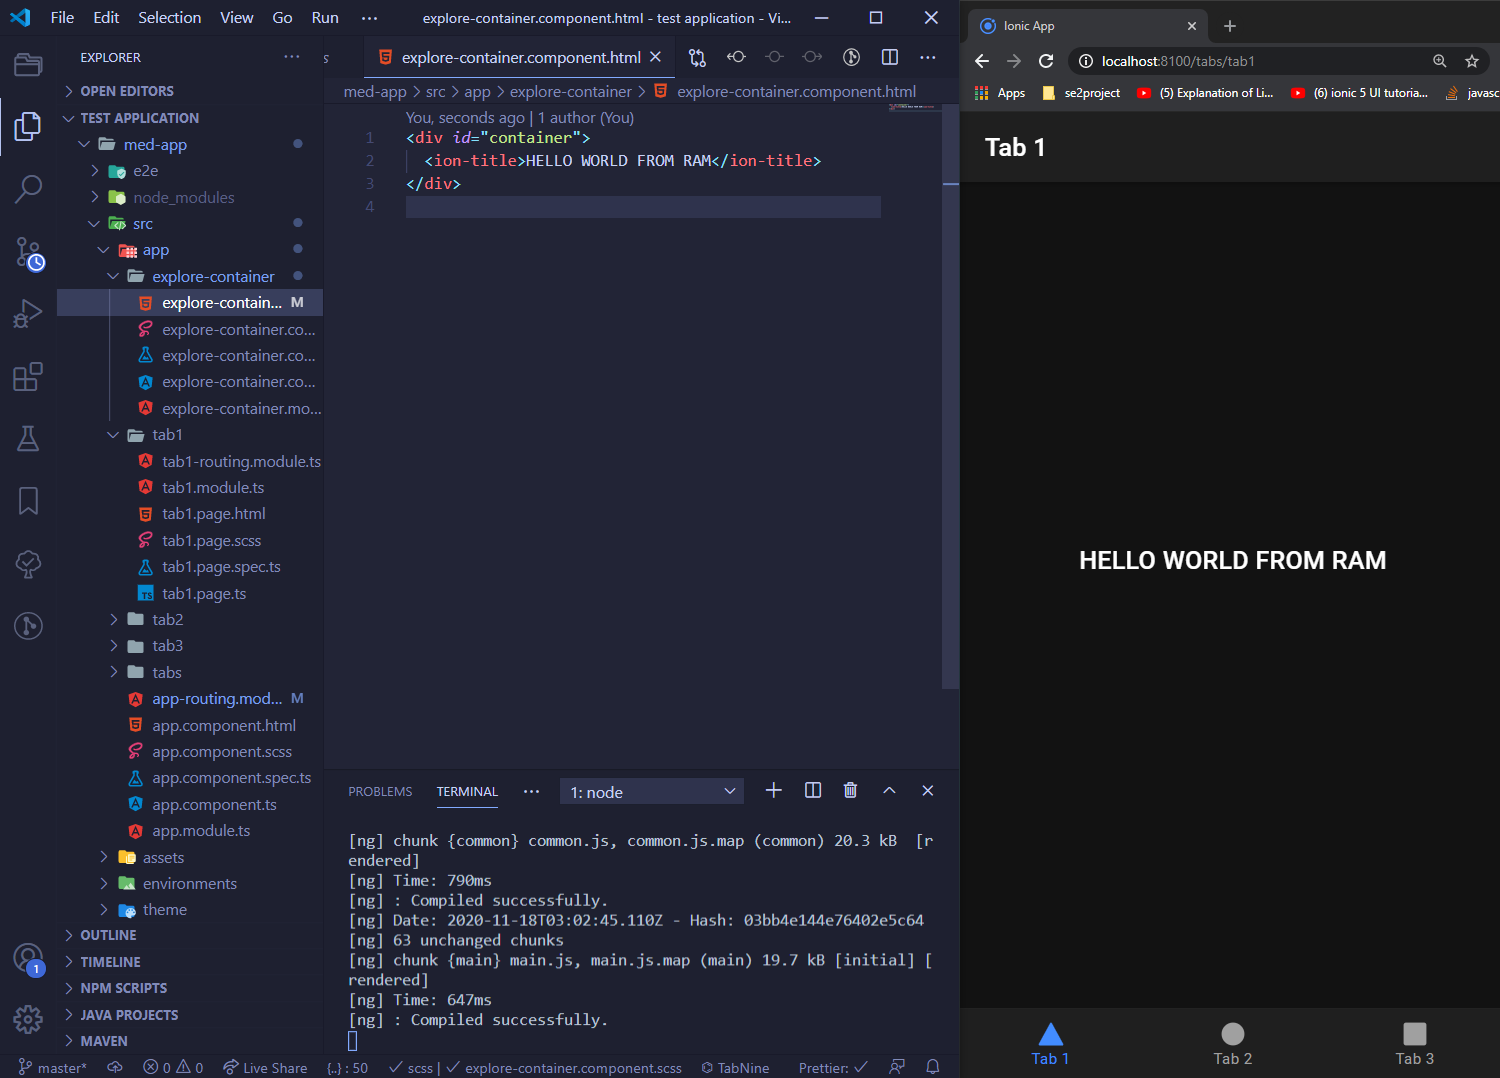 File Edit Selection View Go Run ··· explore-container.component.html - test application - Vi...
EXPLORER ···
OPEN EDITORS
TEST APPLICATION
med-app
e2e
node_modules
src
app
explore-container
explore-contain... M
explore-container.co...
explore-container.co...
explore-container.co...
explore-container.mo...
tab1
tab1-routing.module.ts
tab1.module.ts
tab1.page.html
tab1.page.scss
tab1.page.spec.ts
TS tab1.page.ts
tab2
tab3
tabs
app-routing.mod... M
app.component.html
app.component.scss
app.component.spec.ts
app.component.ts
app.module.ts
assets
environments
theme
OUTLINE
TIMELINE
NPM SCRIPTS
JAVA PROJECTS
MAVEN
1
s explore-container.component.html ···
med-app > src > app > explore-container > explore-container.component.html
You, seconds ago | 1 author (You)
1 <div id="container">
2 <ion-title>HELLO WORLD FROM RAM</ion-title>
3 </div>
4
PROBLEMS TERMINAL ··· 1: node
[ng] chunk {common} common.js, common.js.map (common) 20.3 kB [r
endered]
[ng] Time: 790ms
[ng] : Compiled successfully.
[ng] Date: 2020-11-18T03:02:45.110Z - Hash: 03bb4e144e76402e5c64
[ng] 63 unchanged chunks
[ng] chunk {main} main.js, main.js.map (main) 19.7 kB [initial] [
rendered]
[ng] Time: 647ms
[ng] : Compiled successfully.
master* 0 0 Live Share {..} : 50 scss | explore-container.component.scss TabNine Prettier:
Ionic App
localhost:8100/tabs/tab1
Apps se2project (5) Explanation of Li... (6) ionic 5 UI tutoria... javasc
Tab 1
HELLO WORLD FROM RAM
Tab 1 Tab 2 Tab 3